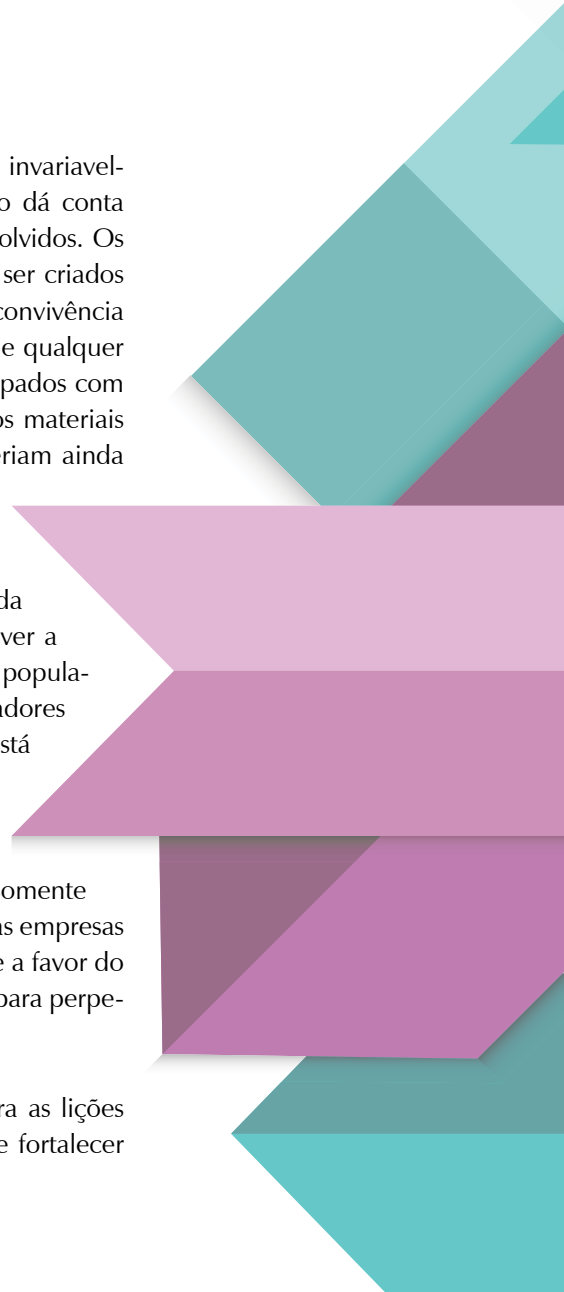 invariavel-
o dá conta
olvidos. Os
ser criados
convivência
e qualquer
pados com
os materiais
eriam ainda
da
ver a
popula-
adores
stá
omente
as empresas
e a favor do
para perpe-
ra as lições
e fortalecer